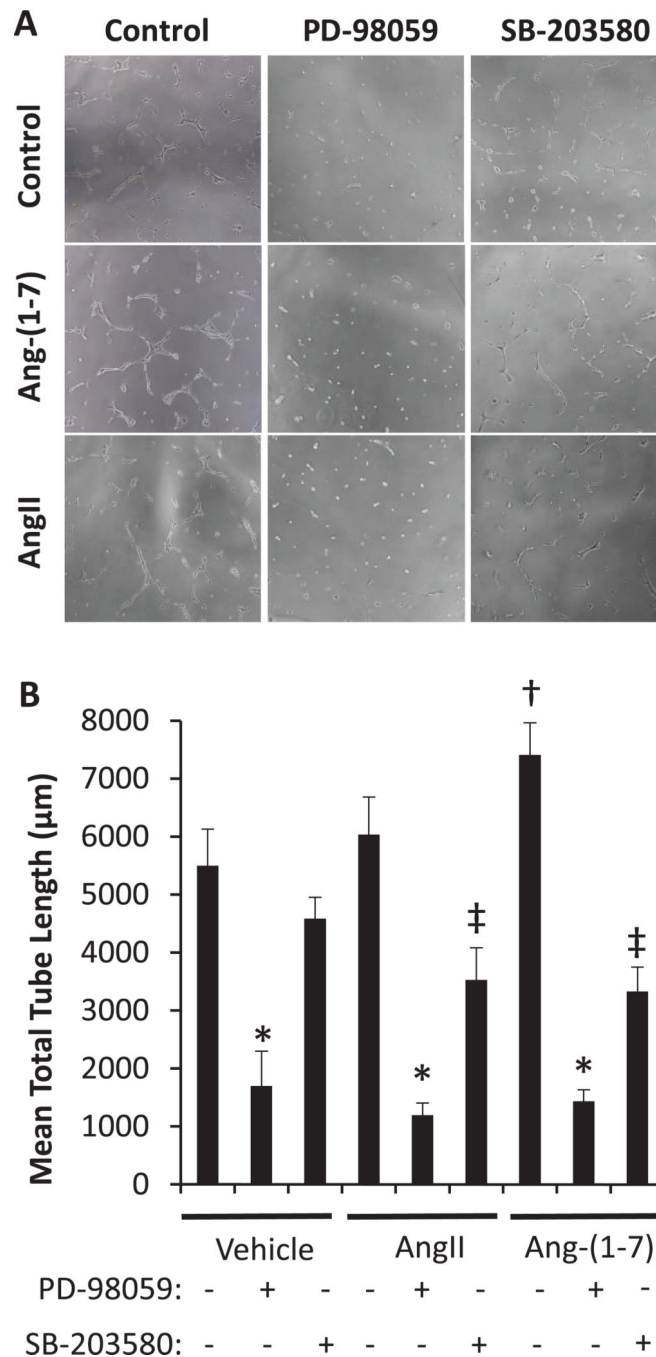 A
Control PD-98059 SB-203580
Control
Ang-(1-7)
AngII
B
Mean Total Tube Length (μm)
8000
7000
6000
5000
4000
3000
2000
1000
0
*
*
‡
†
*
‡
Vehicle AngII Ang-(1-7)
PD-98059: - + - - + - - + -
SB-203580: - - + - - + - - +